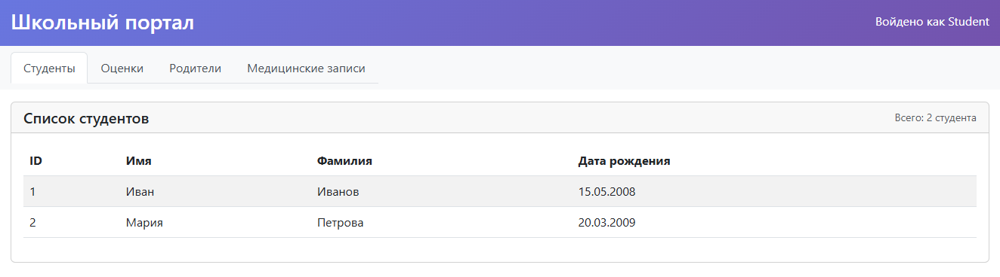 Школьный портал
Войдено как Student
Студенты Оценки Родители Медицинские записи
Список студентов
Всего: 2 студента
ID Имя Фамилия Дата рождения
1 Иван Иванов 15.05.2008
2 Мария Петрова 20.03.2009